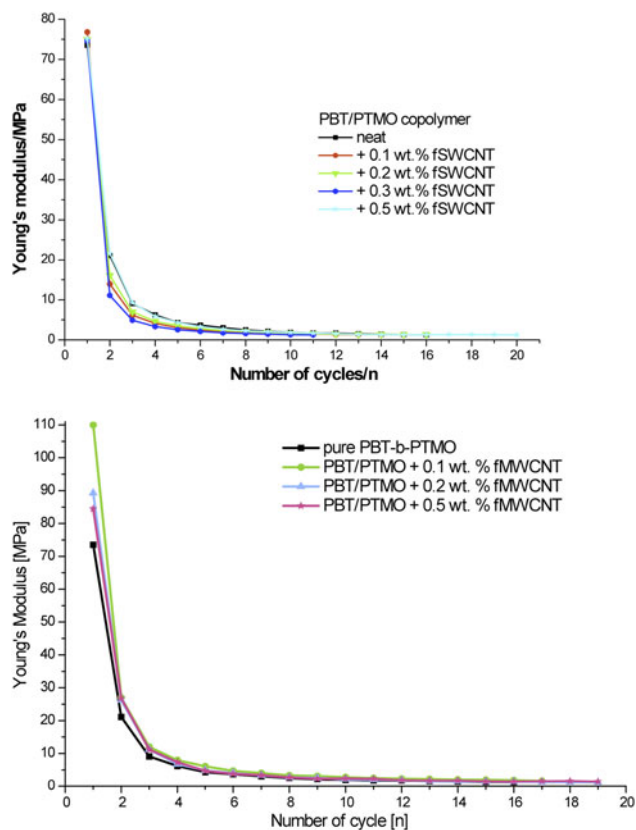 80
70
60
50
40
30
20
10
0
Young's modulus/MPa
PBT/PTMO copolymer
neat
+ 0.1 wt.% fSWCNT
+ 0.2 wt.% fSWCNT
+ 0.3 wt.% fSWCNT
+ 0.5 wt.% fSWCNT
0 2 4 6 8 10 12 14 16 18 20
Number of cycles/n
110
100
90
80
70
60
50
40
30
20
10
0
Young's Modulus [MPa]
pure PBT-b-PTMO
PBT/PTMO + 0.1 wt. % fMWCNT
PBT/PTMO + 0.2 wt. % fMWCNT
PBT/PTMO + 0.5 wt. % fMWCNT
0 2 4 6 8 10 12 14 16 18 20
Number of cycle [n]